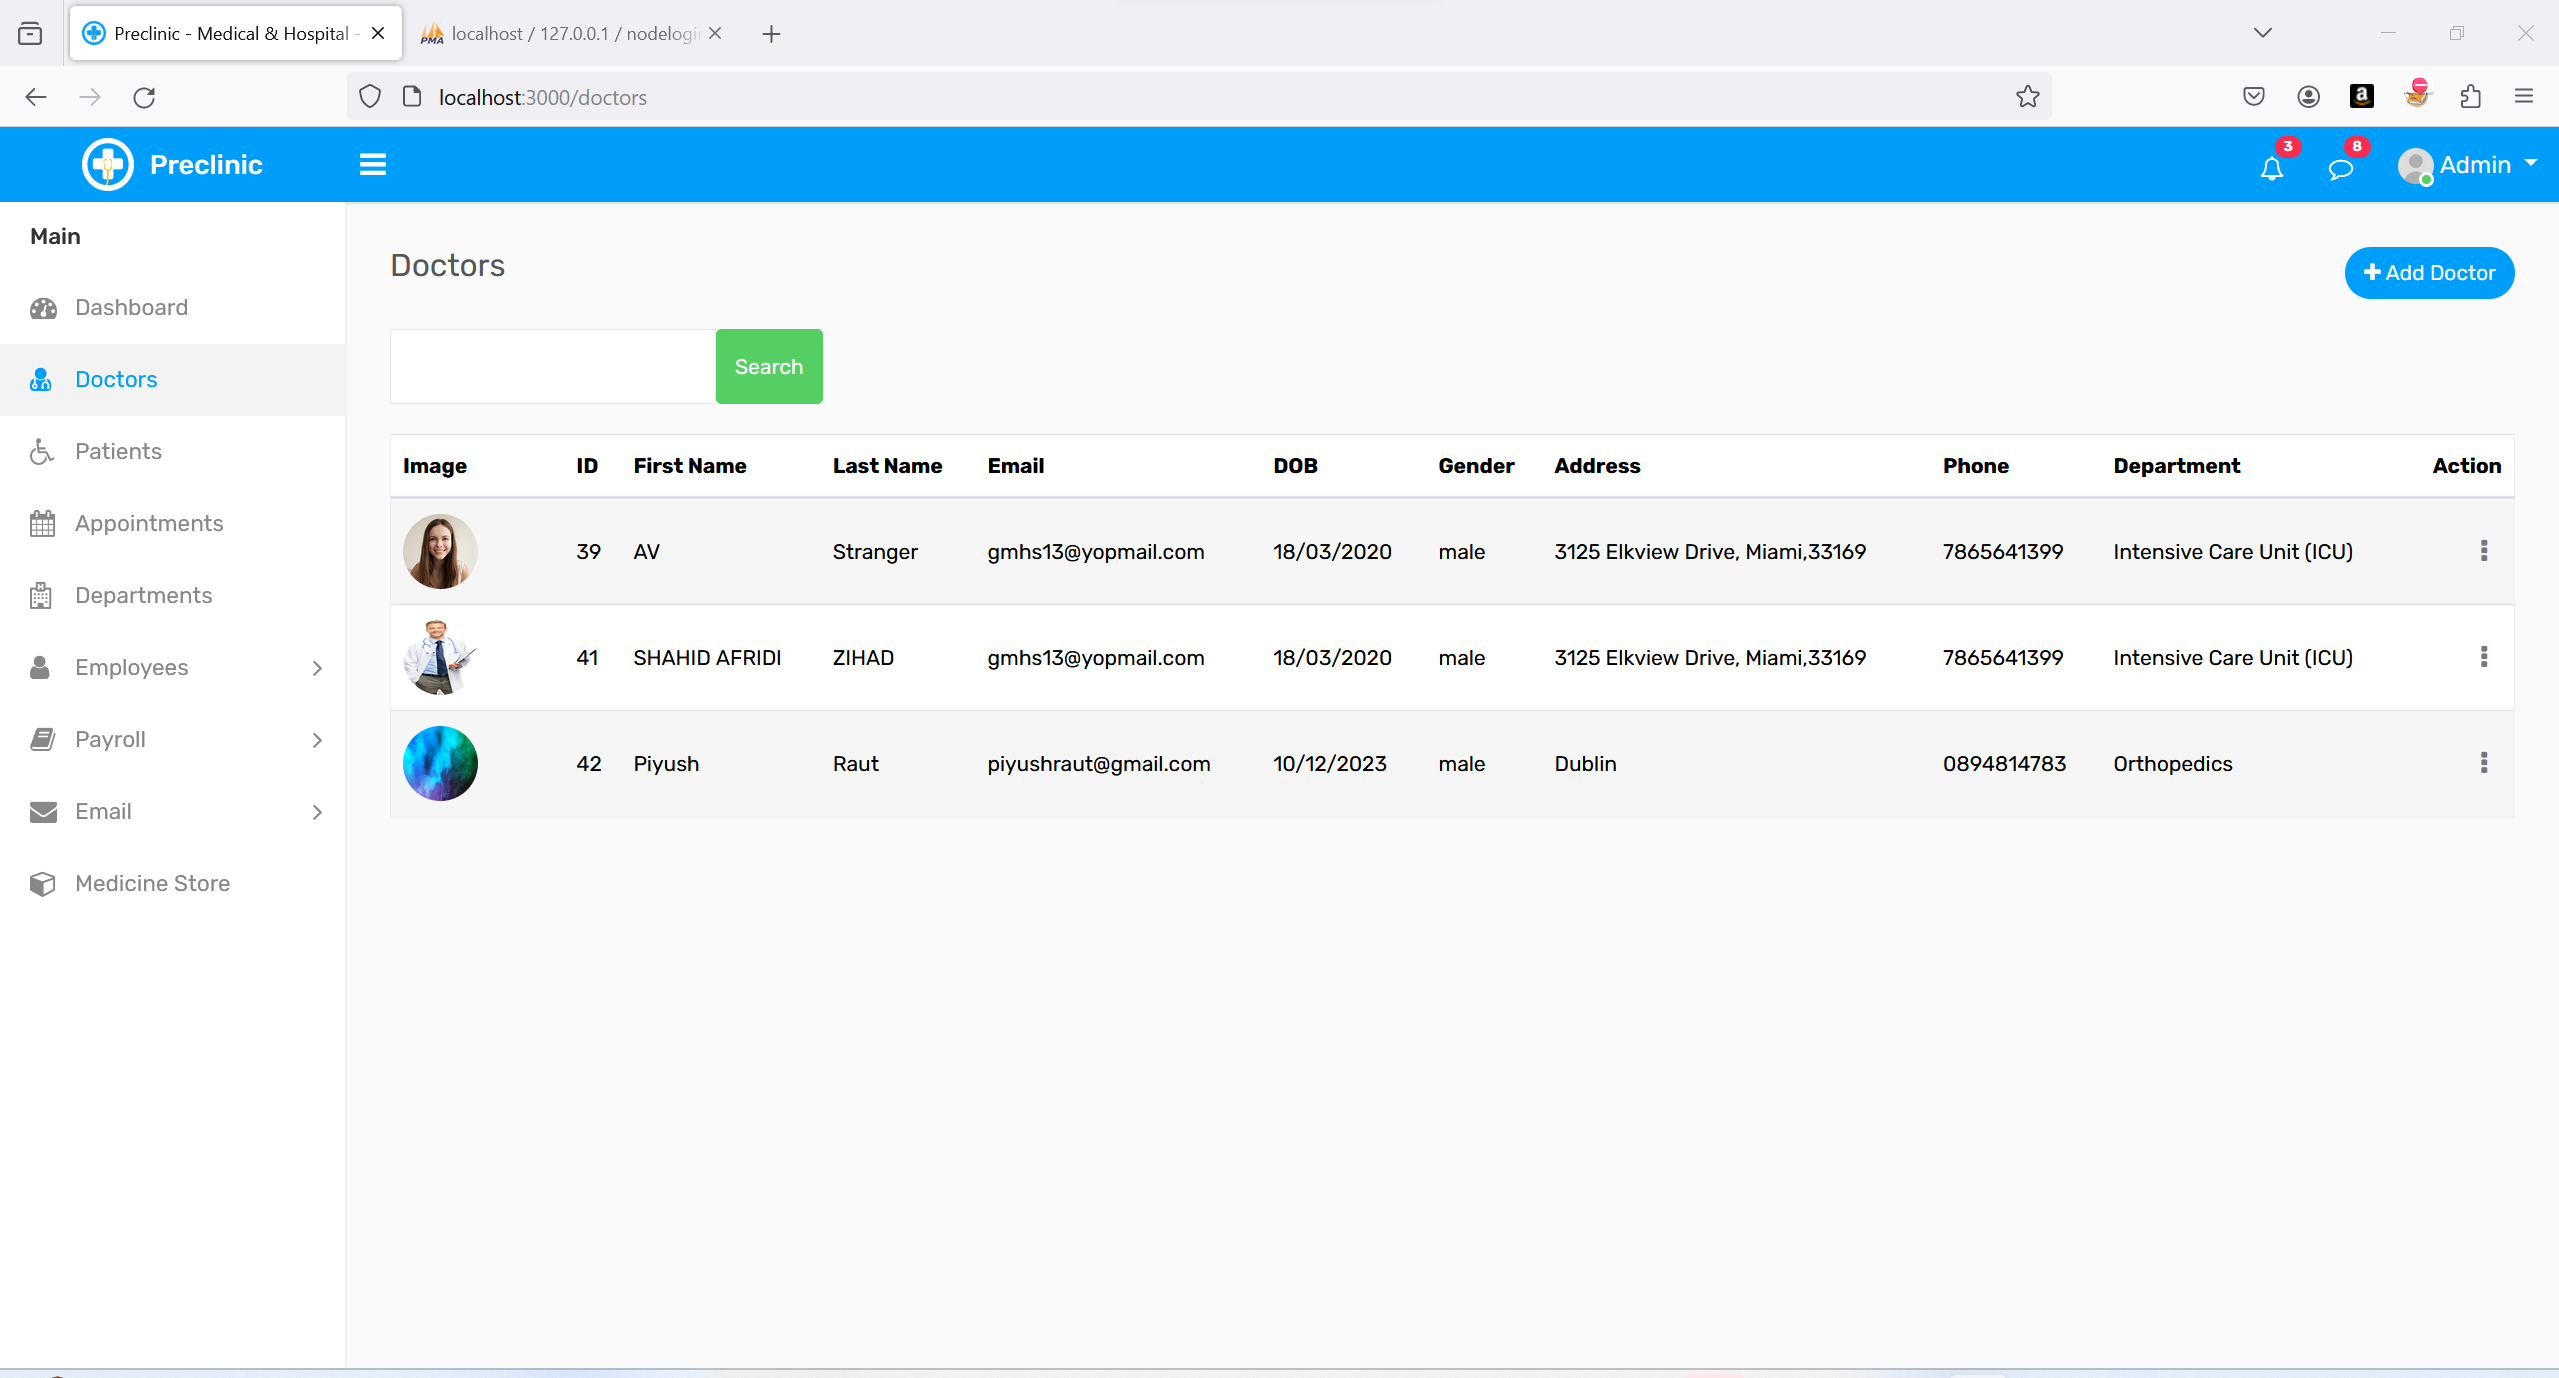 Preclinic - Medical & Hospital -
localhost / 127.0.0.1 / nodelogi
localhost:3000/doctors
Preclinic
3
8
Admin
Main
Dashboard
Doctors
Patients
Appointments
Departments
Employees
Payroll
Email
Medicine Store
Doctors
Add Doctor
Search
Image ID First Name Last Name Email DOB Gender Address Phone Department Action
39 AV Stranger gmhs13@yopmail.com 18/03/2020 male 3125 Elkview Drive, Miami,33169 7865641399 Intensive Care Unit (ICU)
41 SHAHID AFRIDI ZIHAD gmhs13@yopmail.com 18/03/2020 male 3125 Elkview Drive, Miami,33169 7865641399 Intensive Care Unit (ICU)
42 Piyush Raut piyushraut@gmail.com 10/12/2023 male Dublin 0894814783 Orthopedics